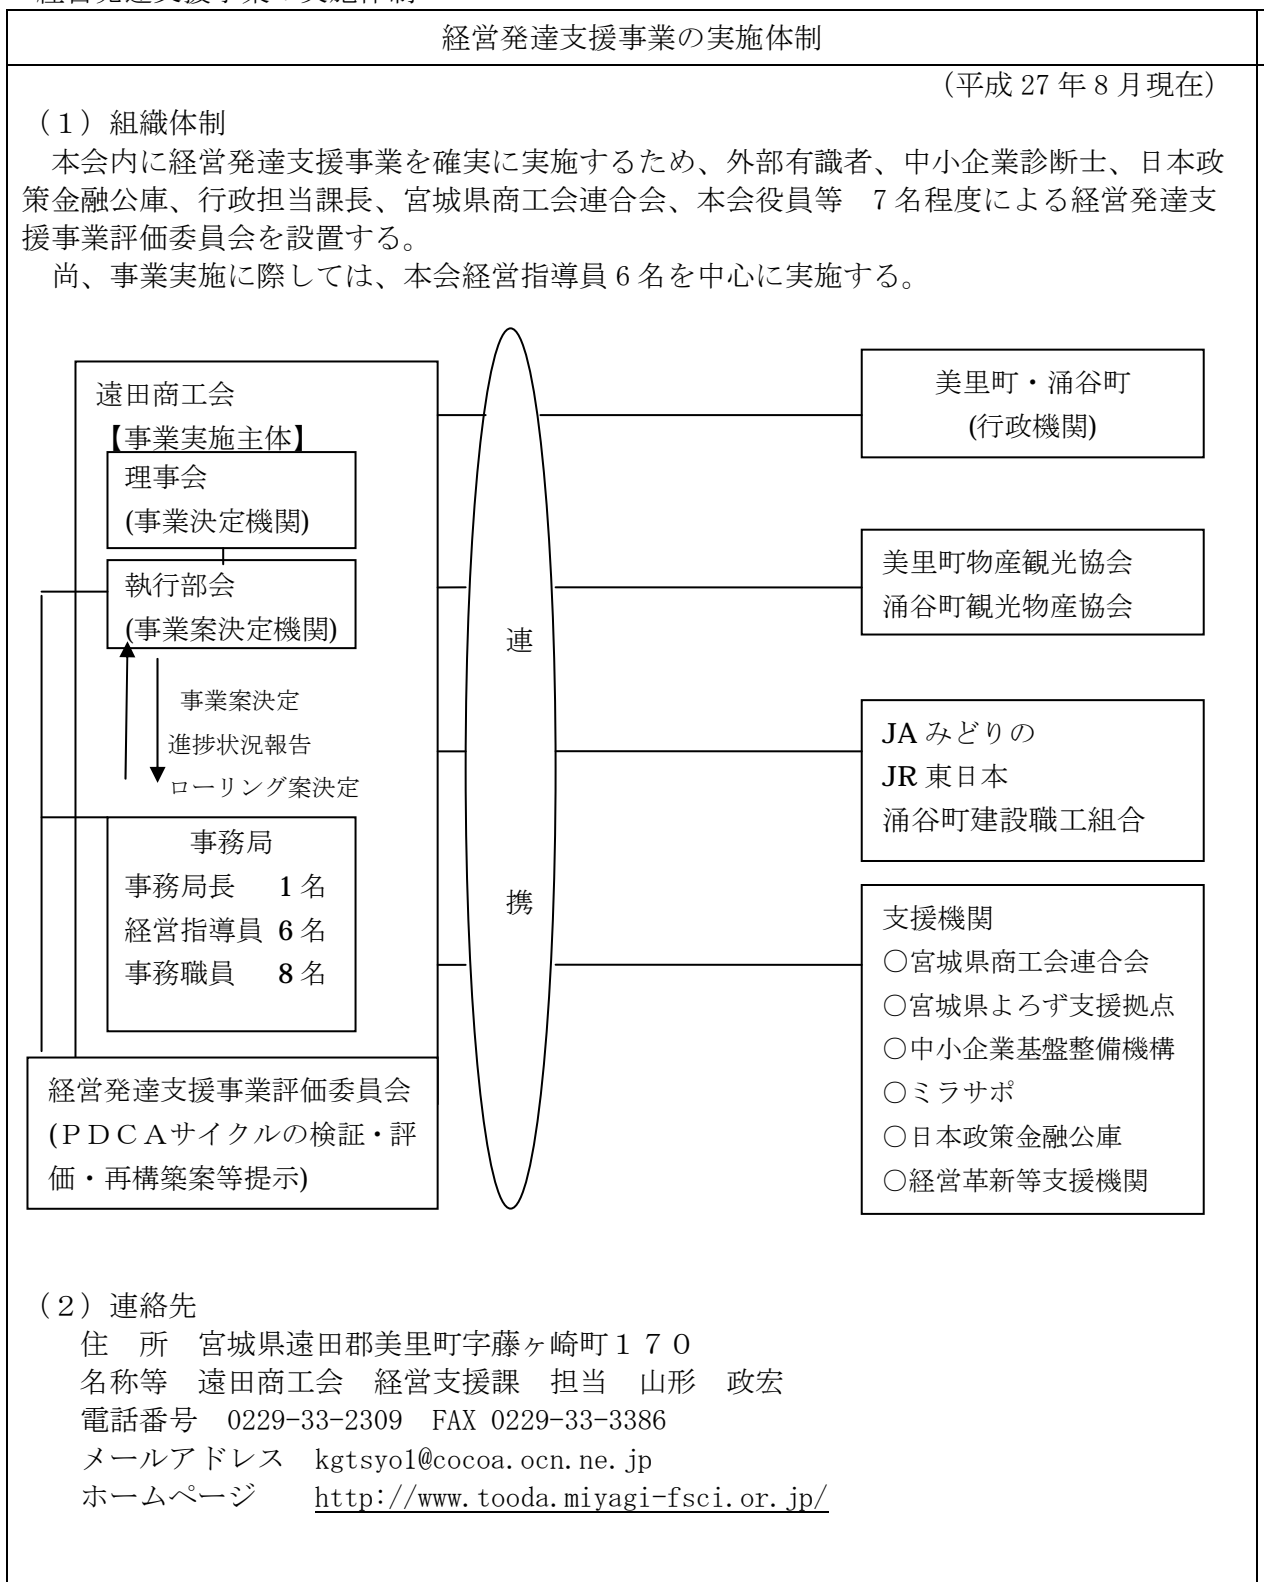 経営発達支援事業の実施体制
（平成 27 年 8 月現在）
（１）組織体制
本会内に経営発達支援事業を確実に実施するため、外部有識者、中小企業診断士、日本政
策金融公庫、行政担当課長、宮城県商工会連合会、本会役員等　７名程度による経営発達支
援事業評価委員会を設置する。
尚、事業実施に際しては、本会経営指導員 6 名を中心に実施する。
遠田商工会
【事業実施主体】
理事会
(事業決定機関)
執行部会
(事業案決定機関)
事業案決定
進捗状況報告
ローリング案決定
事務局
事務局長　1 名
経営指導員 6 名
事務職員　8 名
経営発達支援事業評価委員会
(ＰＤＣＡサイクルの検証・評
価・再構築案等提示)
連
携
美里町・涌谷町
(行政機関)
美里町物産観光協会
涌谷町観光物産協会
JA みどりの
JR 東日本
涌谷町建設職工組合
支援機関
○宮城県商工会連合会
○宮城県よろず支援拠点
○中小企業基盤整備機構
○ミラサポ
○日本政策金融公庫
○経営革新等支援機関
（２）連絡先
住　所　宮城県遠田郡美里町字藤ヶ崎町１７０
名称等　遠田商工会　経営支援課　担当　山形　政宏
電話番号　0229-33-2309　FAX 0229-33-3386
メールアドレス　kgtsyo1@cocoa.ocn.ne.jp
ホームページ　http://www.tooda.miyagi-fsci.or.jp/